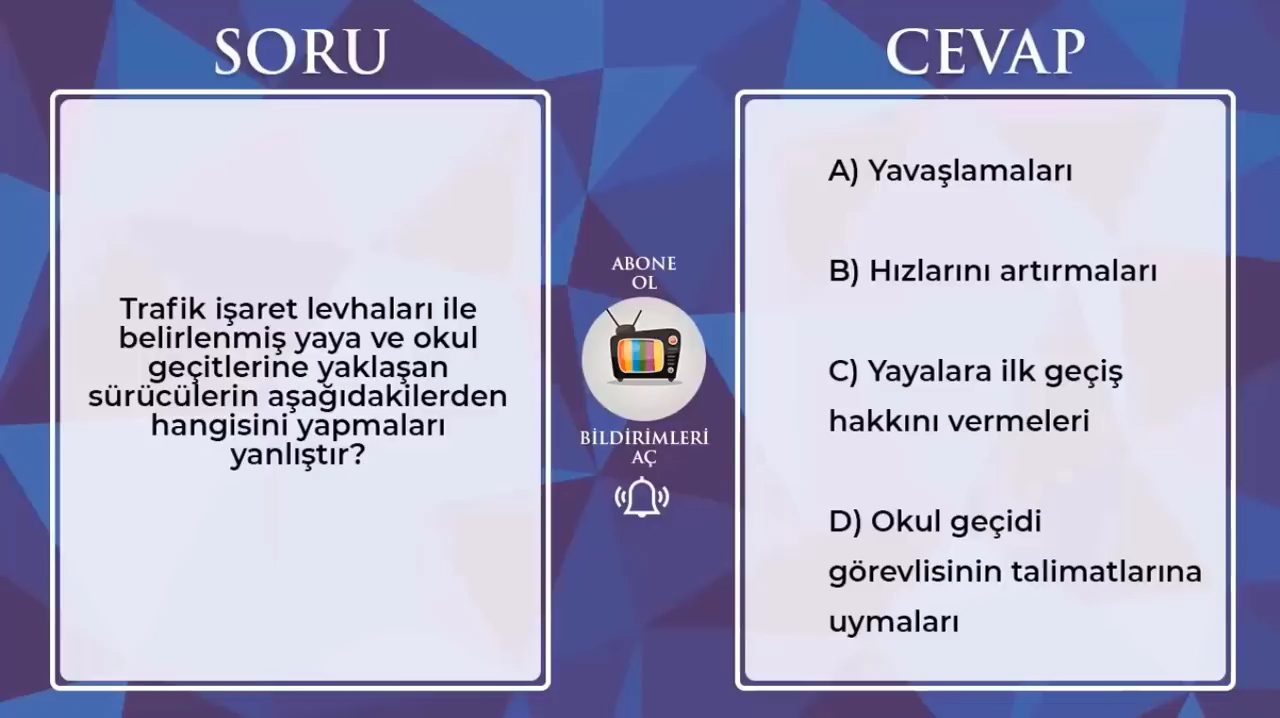 SORU
Trafik işaret levhaları ile
belirlenmiş yaya ve okul
geçitlerine yaklaşan
sürücülerin aşağıdakilerden
hangisini yapmaları
yanlıştır?
ABONE
OL
BİLDİRİMLERİ
AÇ
CEVAP
A) Yavaşlamaları
B) Hızlarını artırmaları
C) Yayalara ilk geçiş
hakkını vermeleri
D) Okul geçidi
görevlisinin talimatlarına
uymaları